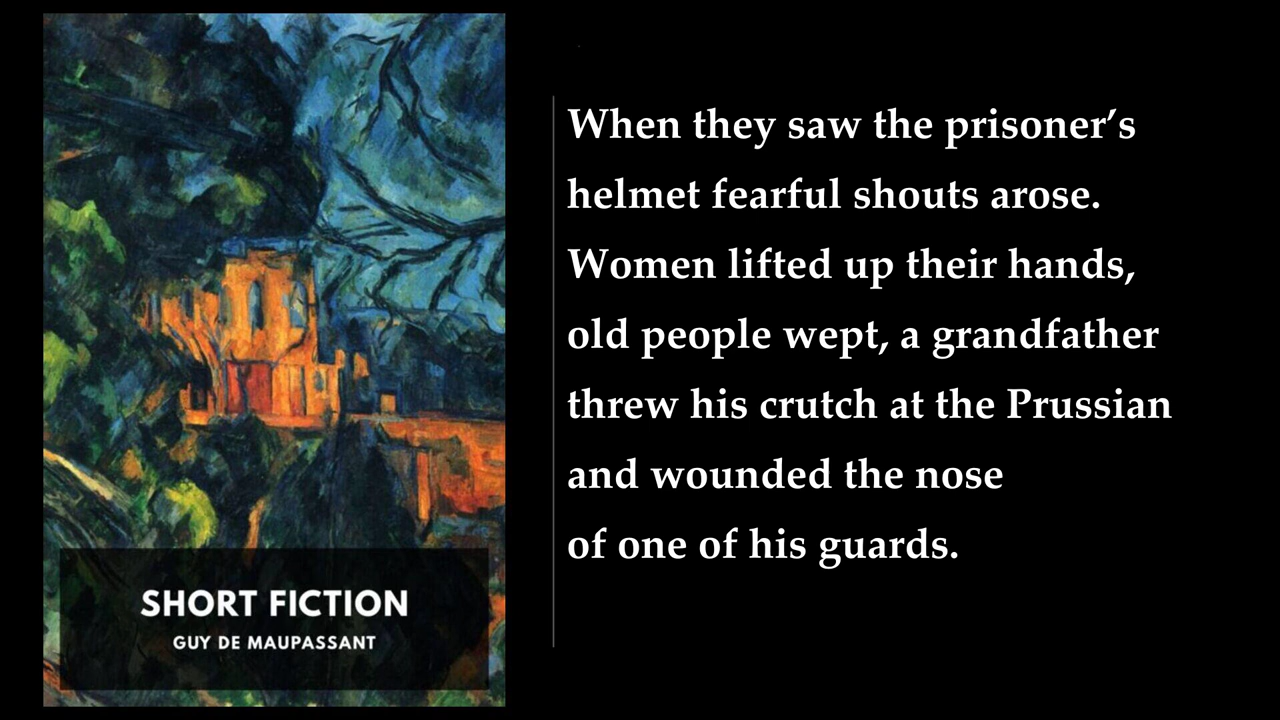 SHORT FICTION
GUY DE MAUPASSANT
When they saw the prisoner’s
helmet fearful shouts arose.
Women lifted up their hands,
old people wept, a grandfather
threw his crutch at the Prussian
and wounded the nose
of one of his guards.